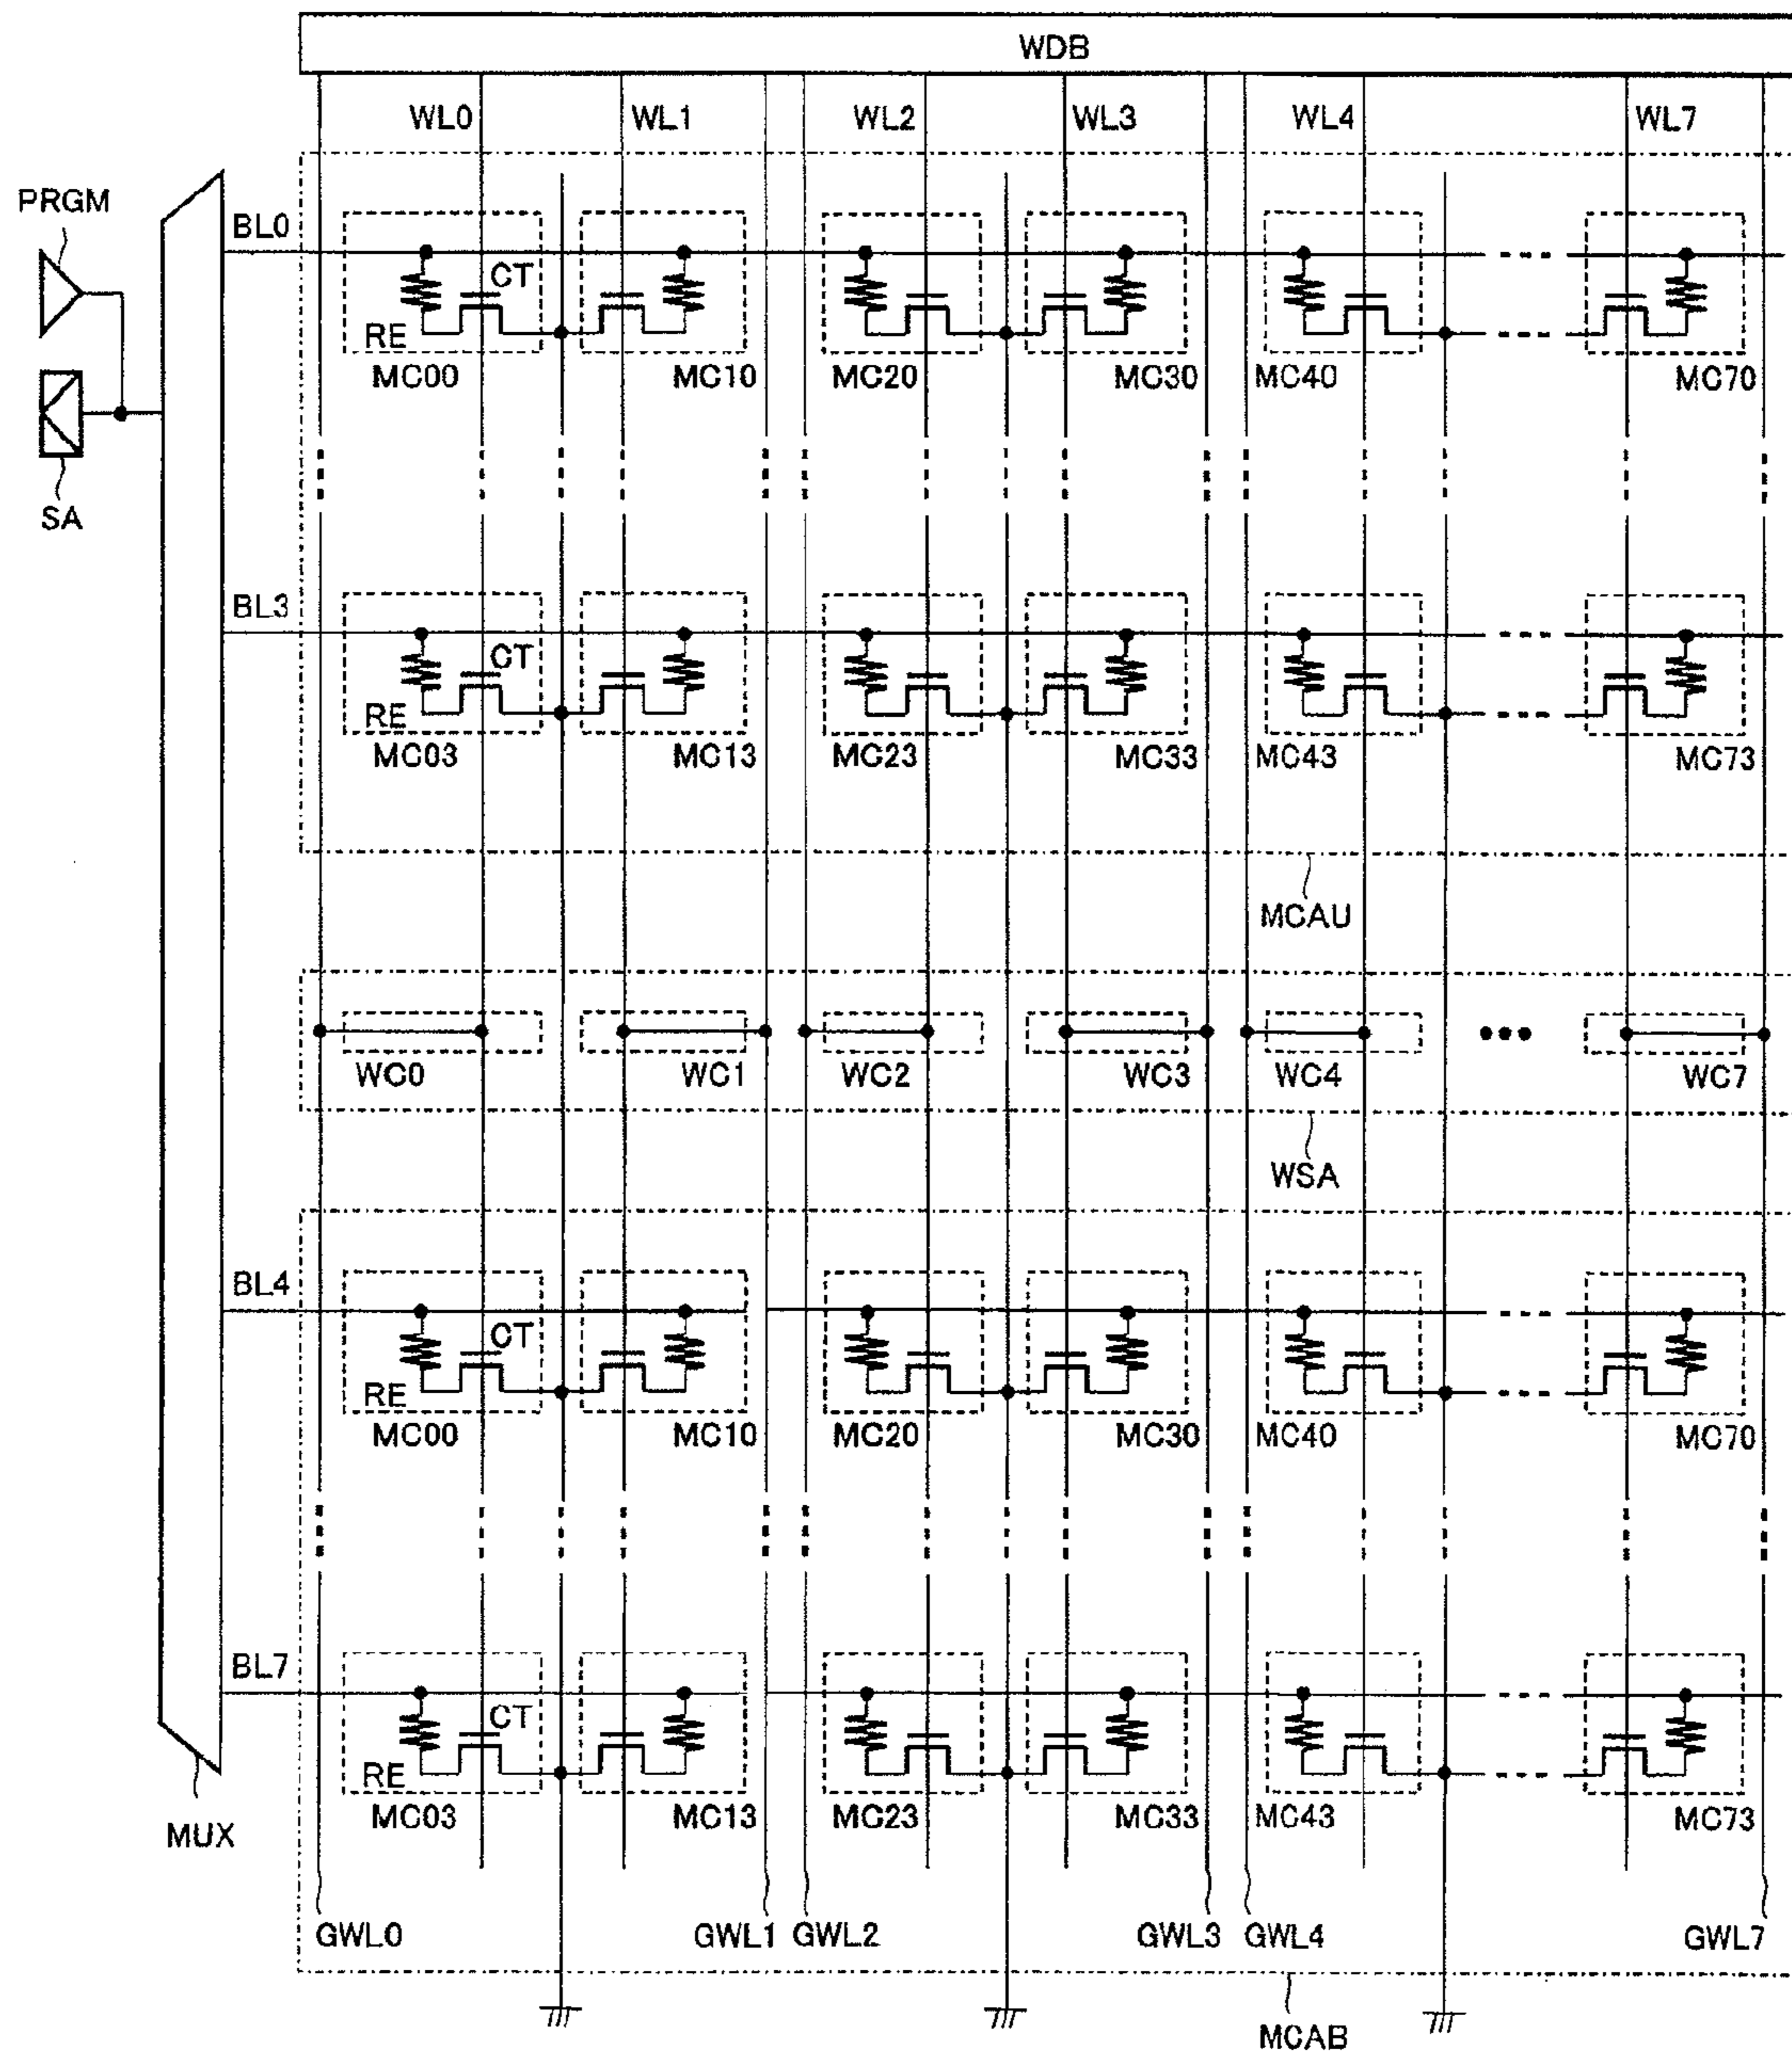 WDB
WL0 WL1 WL2 WL3 WL4 WL7
PRGM
BL0
CT
RE
MC00 MC10 MC20 MC30 MC40 MC70
SA
BL3
CT
RE
MC03 MC13 MC23 MC33 MC43 MC73
MCAU
WC0 WC1 WC2 WC3 WC4 WC7
WSA
BL4
CT
RE
MC00 MC10 MC20 MC30 MC40 MC70
BL7
CT
RE
MC03 MC13 MC23 MC33 MC43 MC73
MUX
GWL0 GWL1 GWL2 GWL3 GWL4 GWL7
MCAB